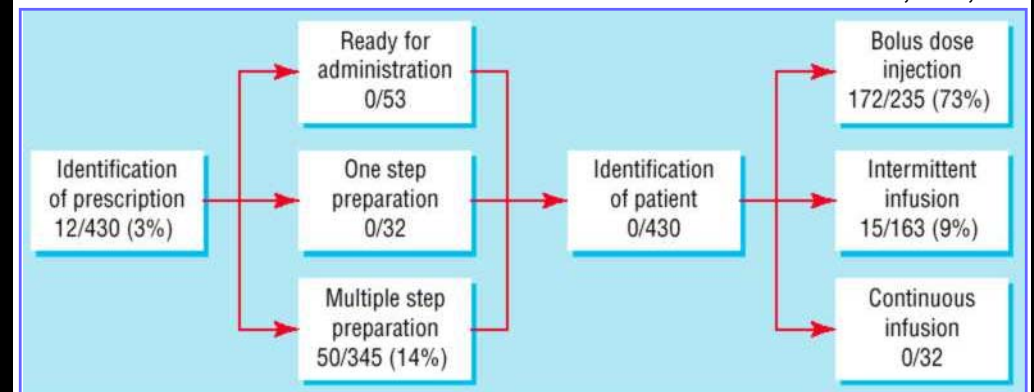 Identification
of prescription
12/430 (3%)
Ready for
administration
0/53
One step
preparation
0/32
Multiple step
preparation
50/345 (14%)
Identification
of patient
0/430
Bolus dose
injection
172/235 (73%)
Intermittent
infusion
15/163 (9%)
Continuous
infusion
0/32